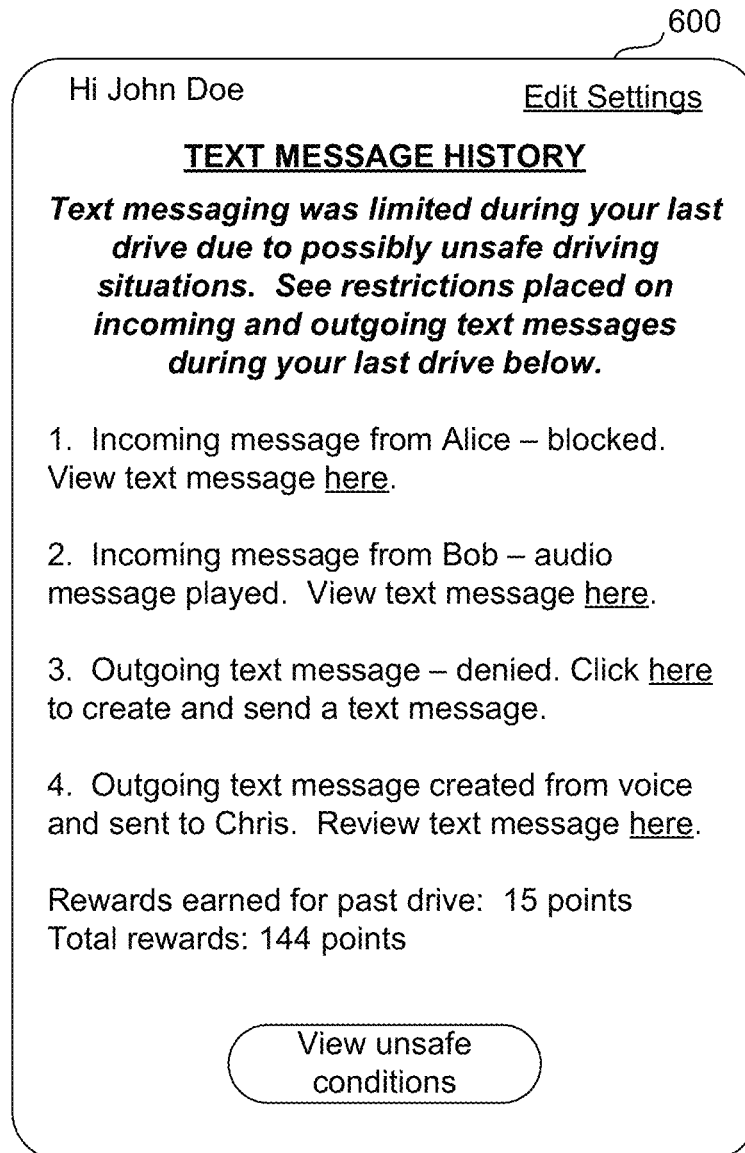 600
Hi John Doe
Edit Settings
TEXT MESSAGE HISTORY
Text messaging was limited during your last
drive due to possibly unsafe driving
situations.  See restrictions placed on
incoming and outgoing text messages
during your last drive below.
1.  Incoming message from Alice – blocked.
View text message here.
2.  Incoming message from Bob – audio
message played.  View text message here.
3.  Outgoing text message – denied. Click here
to create and send a text message.
4.  Outgoing text message created from voice
and sent to Chris.  Review text message here.
Rewards earned for past drive:  15 points
Total rewards: 144 points
View unsafe
conditions